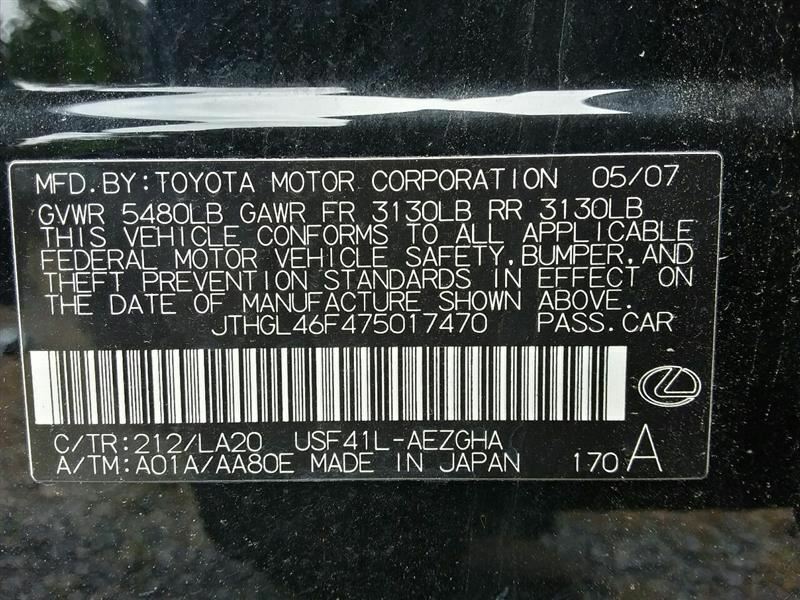 MFD.BY:TOYOTA MOTOR CORPORATION 05/07
GVWR 5480LB GAWR FR 3130LB RR 3130LB
THIS VEHICLE CONFORMS TO ALL APPLICABLE
FEDERAL MOTOR VEHICLE SAFETY,BUMPER,AND
THEFT PREVENTION STANDARDS IN EFFECT ON
THE DATE OF MANUFACTURE SHOWN ABOVE.
JTHGL46F475017470 PASS.CAR
C/TR:212/LA20 USF41L-AEZGHA
A/TM:A01A/AA80E MADE IN JAPAN 170 A